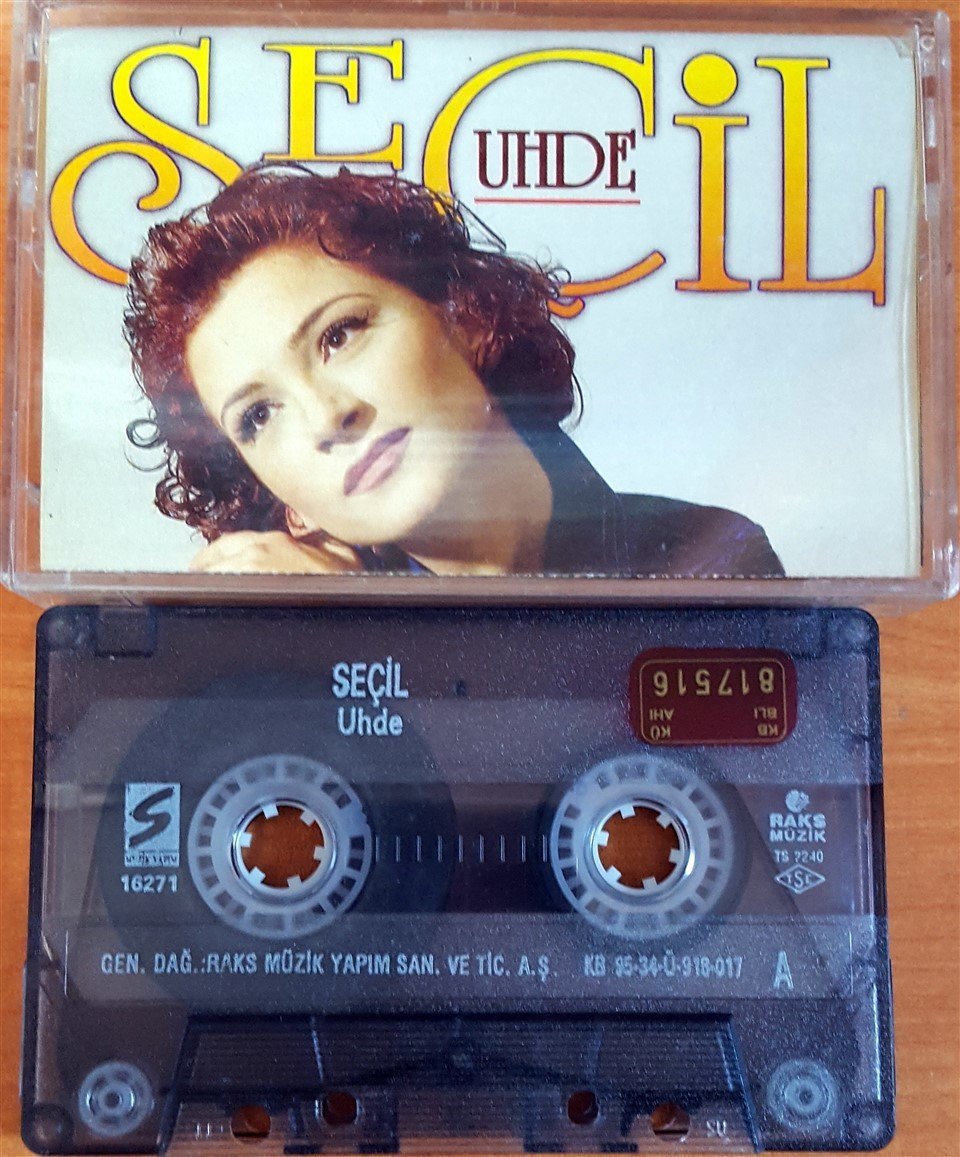 SEÇİL
UHDE
SEÇİL
Uhde
817516
KB KÜ
BLI AHI
S
16271
RAKS
MÜZİK
TS 2240
TSE
GEN. DAĞ.:RAKS MÜZİK YAPIM SAN. VE TİC. A.Ş. KB 95-34-Ü-918-017 A